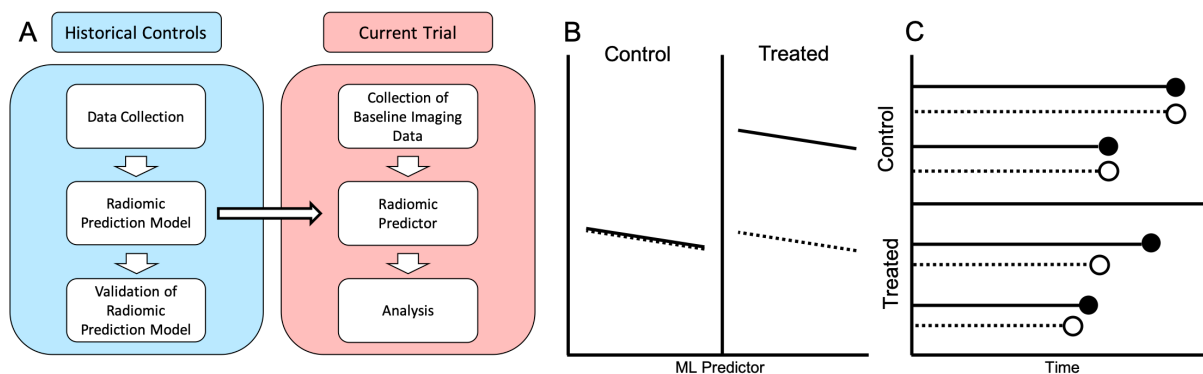 A
Historical Controls
Current Trial
Data Collection
Radiomic
Prediction Model
Validation of
Radiomic
Prediction Model
Collection of
Baseline Imaging
Data
Radiomic
Predictor
Analysis
B
Control
Treated
ML Predictor
C
Control
Treated
Time